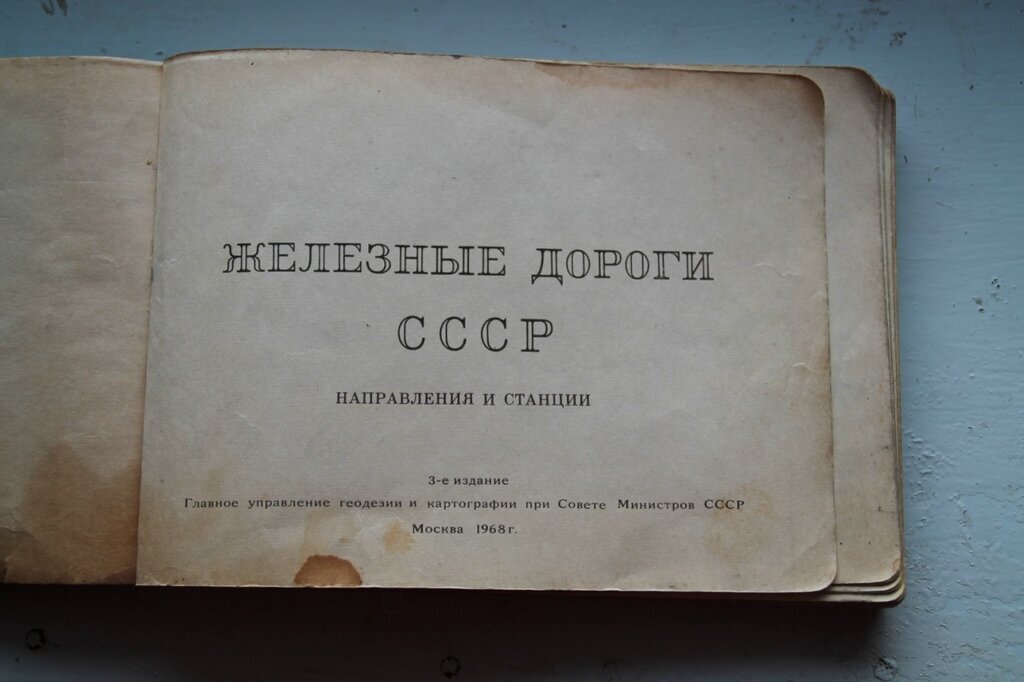 ЖЕЛЕЗНЫЕ ДОРОГИ
СССР
НАПРАВЛЕНИЯ И СТАНЦИИ
3-е издание
Главное управление геодезии и картографии при Совете Министров СССР
Москва 1968 г.